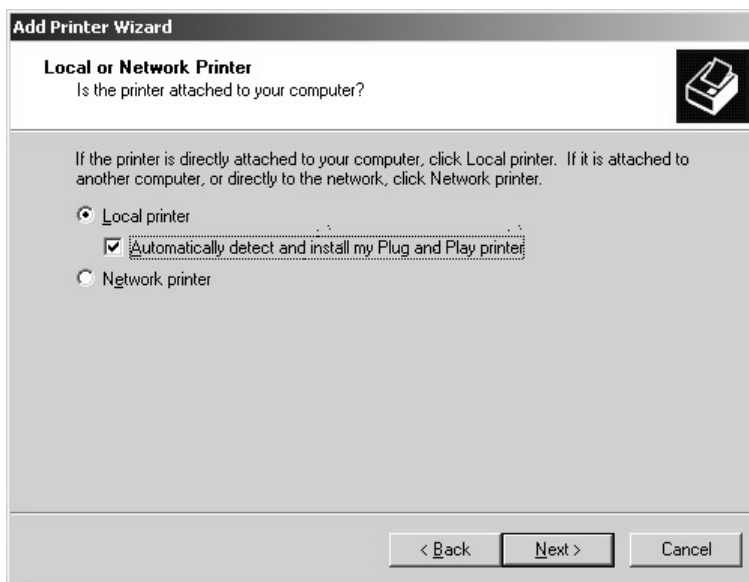 Add Printer Wizard
Local or Network Printer
Is the printer attached to your computer?
If the printer is directly attached to your computer, click Local printer. If it is attached to
another computer, or directly to the network, click Network printer.
Local printer
Automatically detect and install my Plug and Play printer
Network printer
< Back Next > Cancel